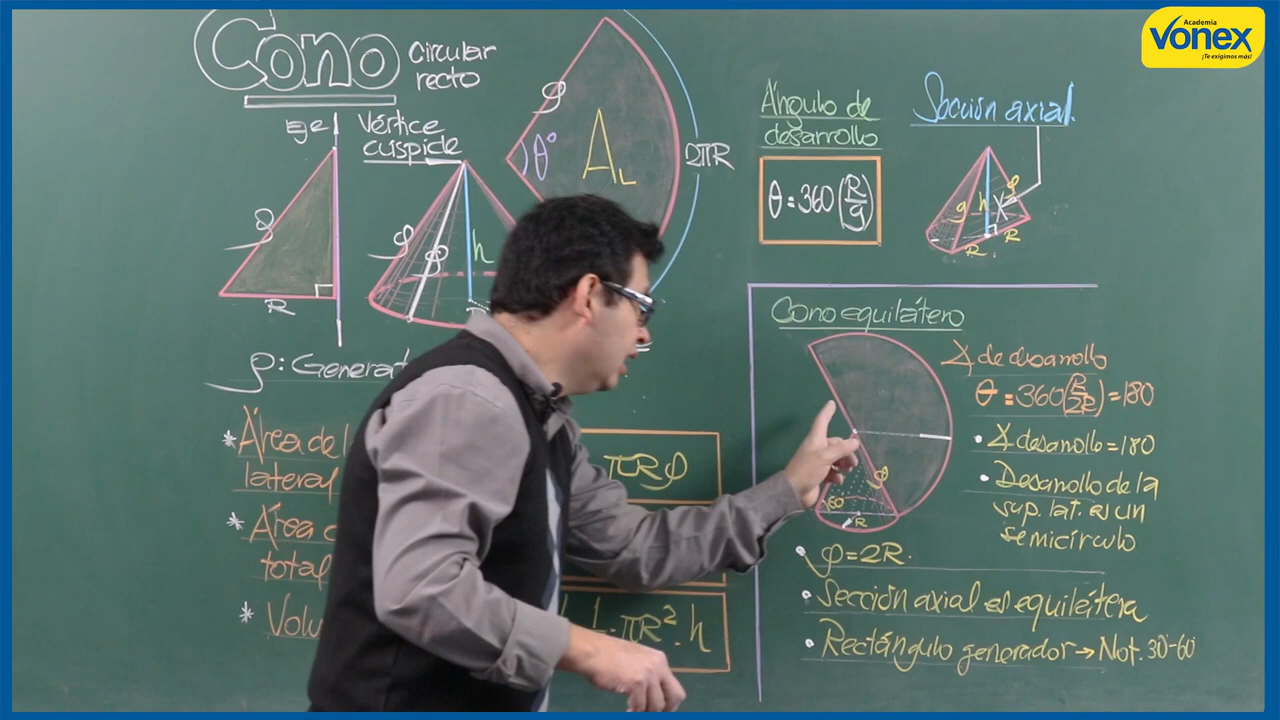 Academia
Vonex
¡Te exigimos más!
Cono
Circular
recto
eje
Vértice
cúspide
g
R
g
g
h
g
θ°
A L
2πR
g: Generat
* Área de l
lateral
* Área
total
* Volu
πRg
1 πR². h
Ángulo de
desarrollo
θ = 360 (R/g)
Sección axial.
g
h
g
R
R
Cono equilátero
g
60
R
∡ de desarrollo
θ = 360 (R/2R) = 180
• ∡ desarrollo = 180
• Desarrollo de la
sup. lat. es un
semicírculo
• g = 2R.
• Sección axial es equilátera
• Rectángulo generador → Not. 30-60